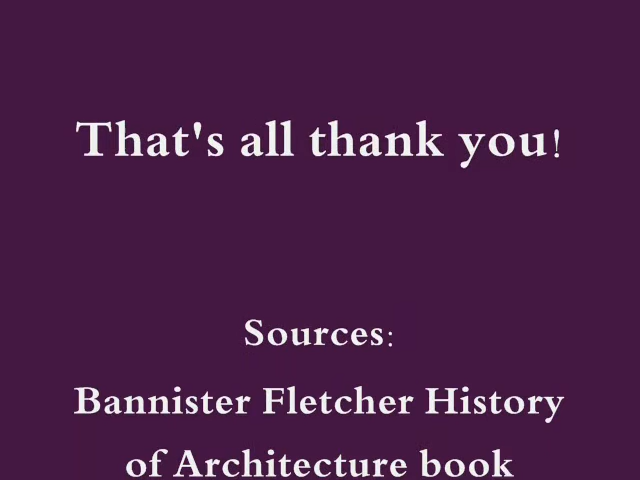 That's all thank you!
Sources:
Bannister Fletcher History
of Architecture book